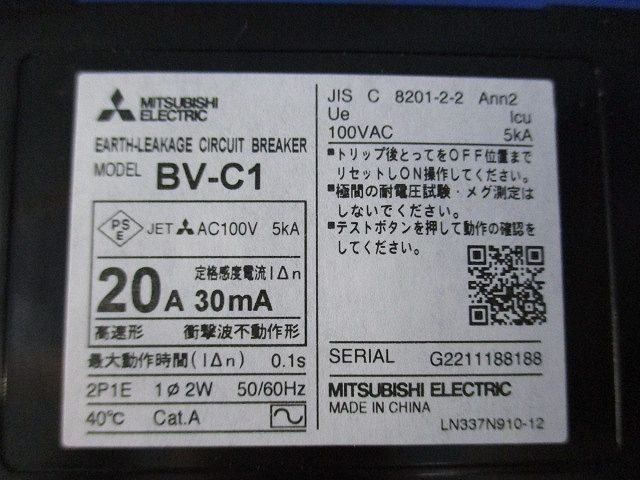 MITSUBISHI
ELECTRIC
EARTH-LEAKAGE CIRCUIT BREAKER
MODEL BV-C1
PS
E
JET AC100V 5kA
定格感度電流 IΔn
20A 30mA
高速形 衝撃波不動作形
最大動作時間(IΔn) 0.1s
2P1E 1ø2W 50/60Hz
40℃ Cat.A
JIS C 8201-2-2 Ann2
Ue Icu
100VAC 5kA
■トリップ後とってをOFF位置まで
リセットしON操作してください。
■極間の耐電圧試験・メグ測定は
しないでください。
■テストボタンを押して動作の確認を
してください。
SERIAL G2211188188
MITSUBISHI ELECTRIC
MADE IN CHINA
LN337N910-12